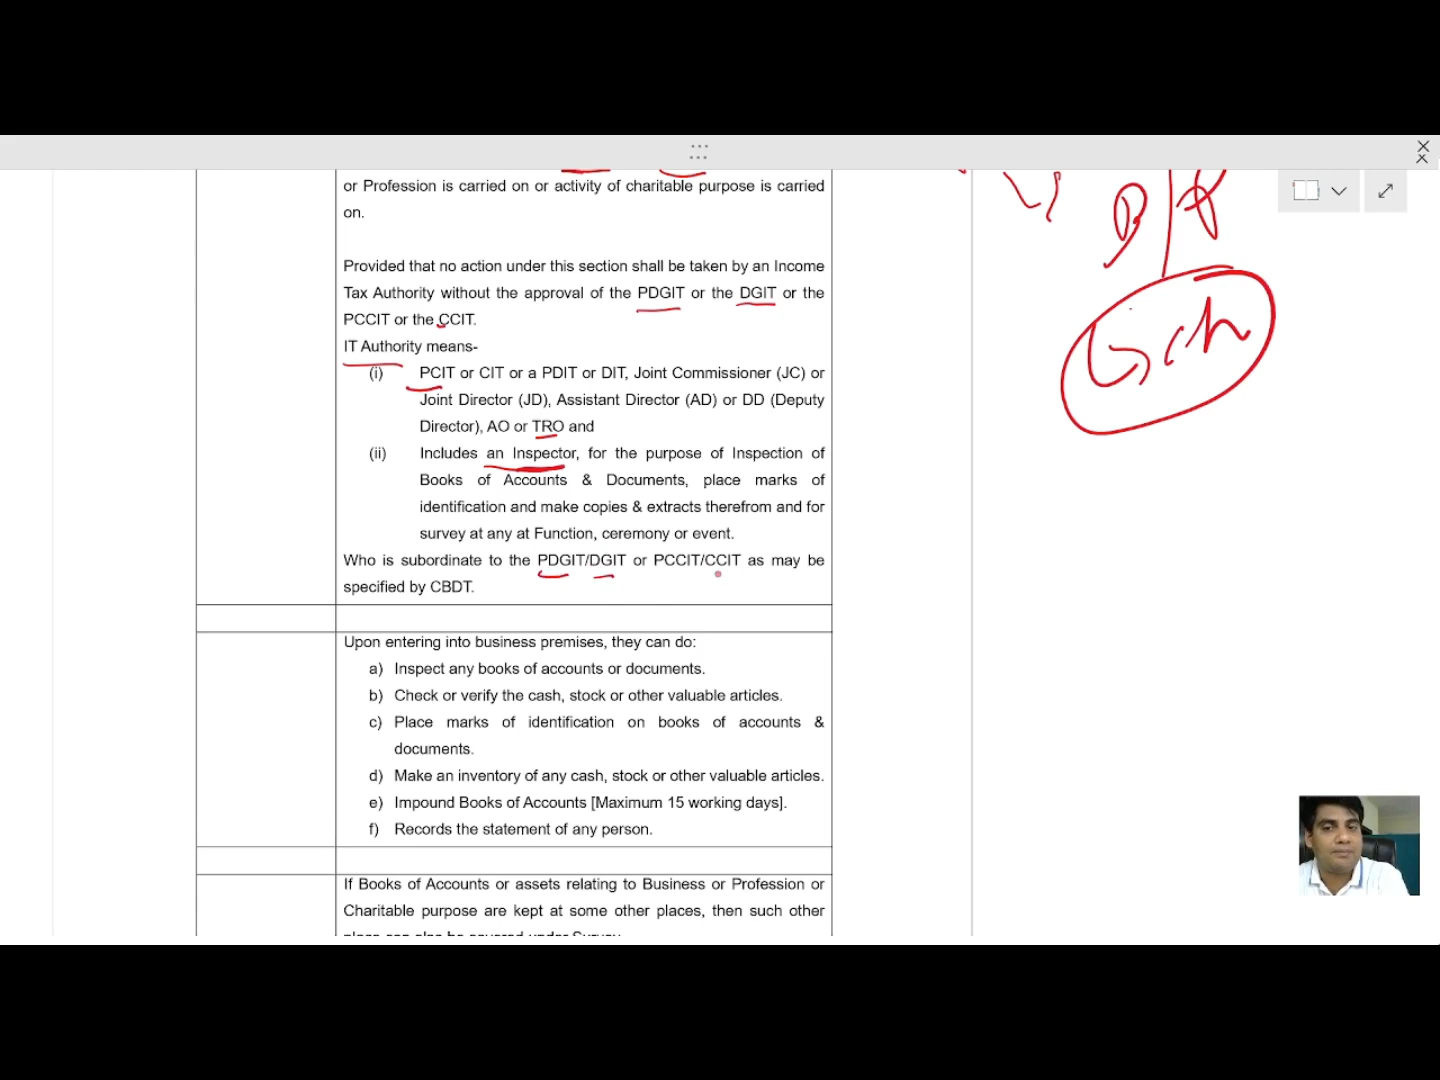 or Profession is carried on or activity of charitable purpose is carried
on.
Provided that no action under this section shall be taken by an Income
Tax Authority without the approval of the PDGIT or the DGIT or the
PCCIT or the CCIT.
IT Authority means-
(i) PCIT or CIT or a PDIT or DIT, Joint Commissioner (JC) or
Joint Director (JD), Assistant Director (AD) or DD (Deputy
Director), AO or TRO and
(ii) Includes an Inspector, for the purpose of Inspection of
Books of Accounts & Documents, place marks of
identification and make copies & extracts therefrom and for
survey at any at Function, ceremony or event.
Who is subordinate to the PDGIT/DGIT or PCCIT/CCIT as may be
specified by CBDT.
Upon entering into business premises, they can do:
a) Inspect any books of accounts or documents.
b) Check or verify the cash, stock or other valuable articles.
c) Place marks of identification on books of accounts &
documents.
d) Make an inventory of any cash, stock or other valuable articles.
e) Impound Books of Accounts [Maximum 15 working days].
f) Records the statement of any person.
If Books of Accounts or assets relating to Business or Profession or
Charitable purpose are kept at some other places, then such other